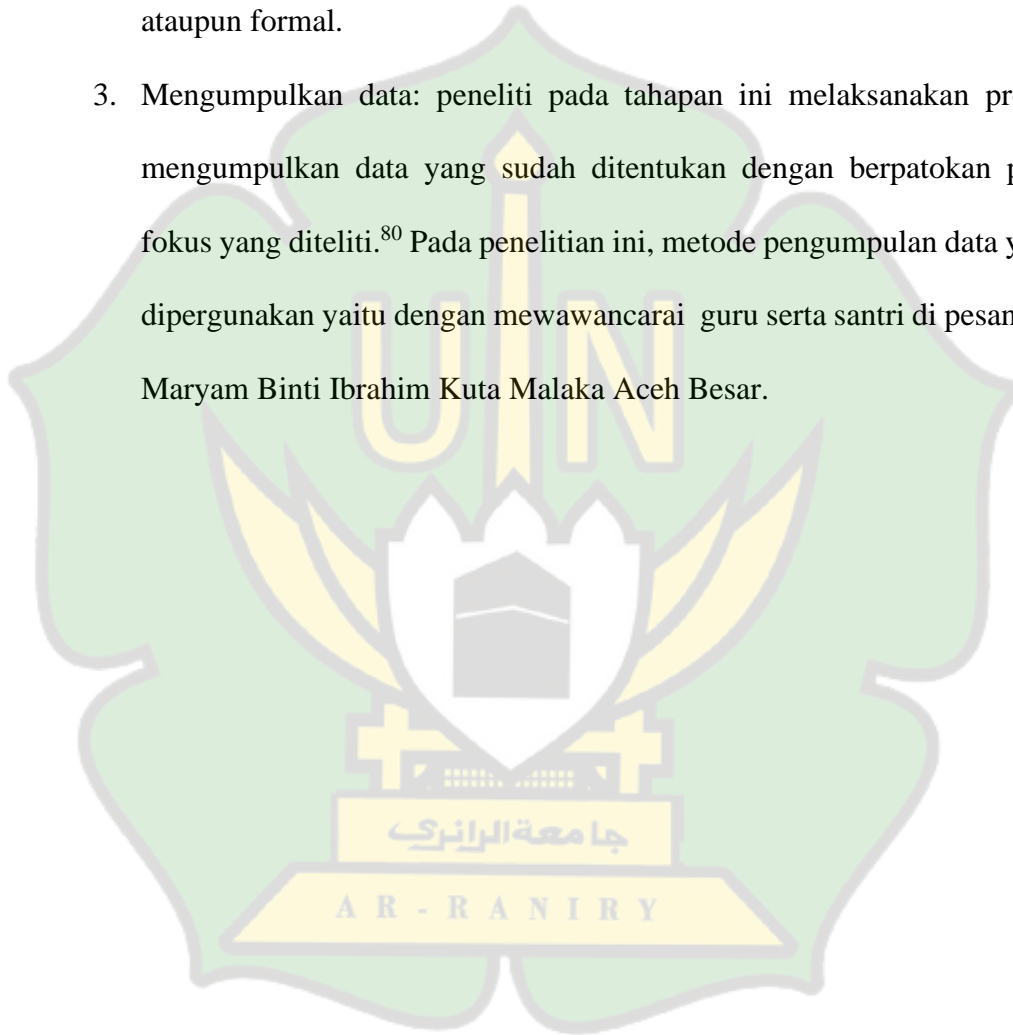 ataupun formal.
3. Mengumpulkan data: peneliti pada tahapan ini melaksanakan pr
mengumpulkan data yang sudah ditentukan dengan berpatokan p
fokus yang diteliti.80 Pada penelitian ini, metode pengumpulan data y
dipergunakan yaitu dengan mewawancarai guru serta santri di pesan
Maryam Binti Ibrahim Kuta Malaka Aceh Besar.
UIN
جامعةالرانري
AR-RANIRY